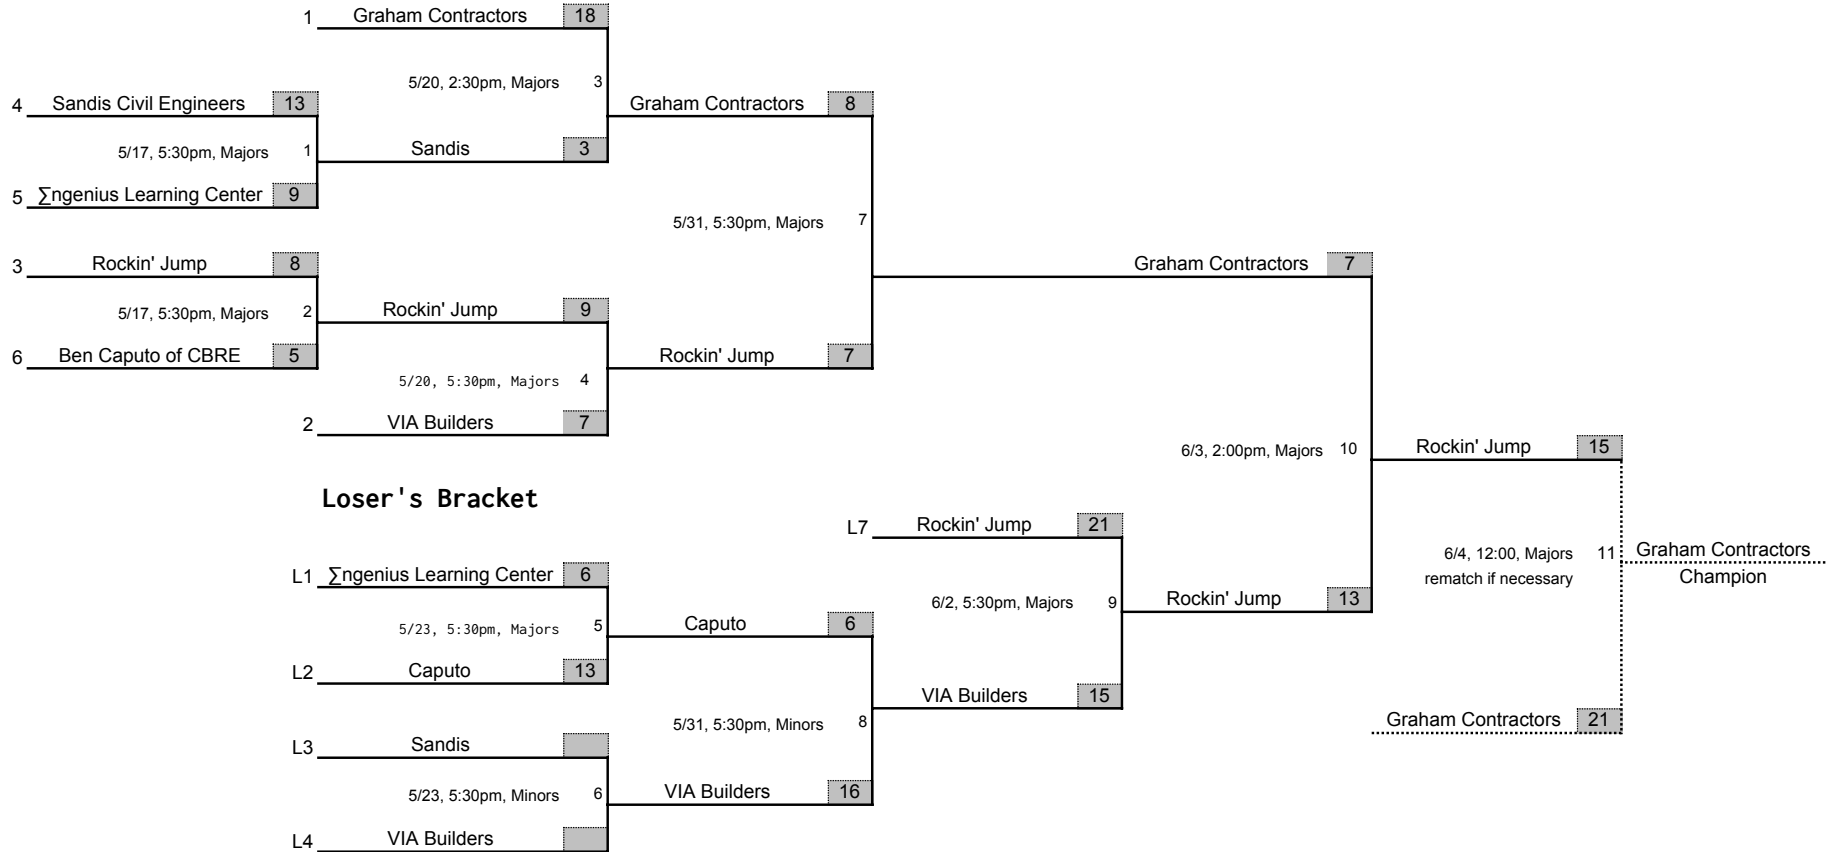 1 Graham Contractors 18
5/20, 2:30pm, Majors 3
4 Sandis Civil Engineers 13
Graham Contractors 8
5/17, 5:30pm, Majors 1
Sandis 3
5 ∑ngenius Learning Center 9
5/31, 5:30pm, Majors 7
3 Rockin' Jump 8
Graham Contractors 7
5/17, 5:30pm, Majors 2
Rockin' Jump 9
6 Ben Caputo of CBRE 5
Rockin' Jump 7
5/20, 5:30pm, Majors 4
2 VIA Builders 7
6/3, 2:00pm, Majors 10
Rockin' Jump 15
Loser's Bracket
L7 Rockin' Jump 21
6/4, 12:00, Majors 11
rematch if necessary
Graham Contractors
Champion
L1 ∑ngenius Learning Center 6
6/2, 5:30pm, Majors 9
Rockin' Jump 13
5/23, 5:30pm, Majors 5
Caputo 6
L2 Caputo 13
VIA Builders 15
5/31, 5:30pm, Minors 8
Graham Contractors 21
L3 Sandis
5/23, 5:30pm, Minors 6
VIA Builders 16
L4 VIA Builders